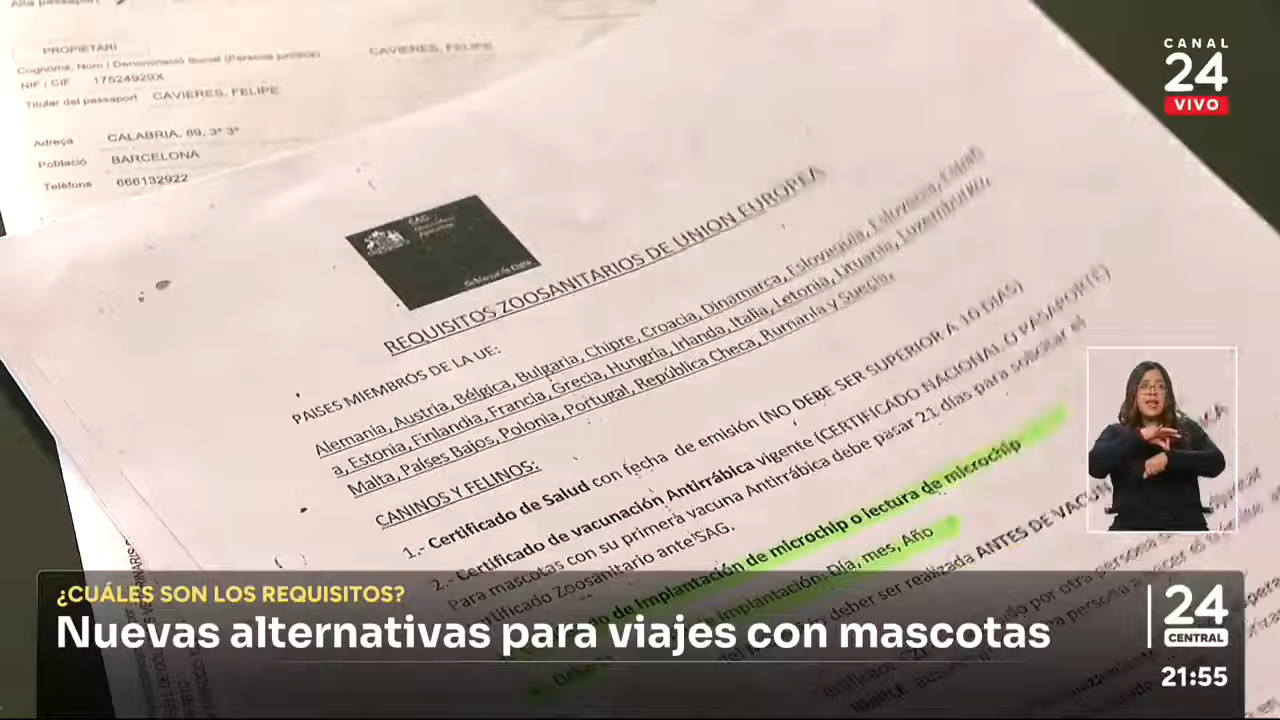 PROPIETARI
Cognoms, Nom / Denominació Social (Persona jurídica) CAVIERES, FELIPE
NIF / CIF 17524929X
Titular del passaport CAVIERES, FELIPE
Adreça CALABRIA, 89, 3º 3ª
Població BARCELONA
Telèfons 666132922
CANAL
24
VIVO
SAG
REQUISITOS ZOOSANITARIOS DE UNION EUROPEA
PAISES MIEMBROS DE LA UE:
Alemania, Austria, Bélgica, Bulgaria, Chipre, Croacia, Dinamarca, Eslovaquia, Eslovenia,
a, Estonia, Finlandia, Francia, Grecia, Hungría, Irlanda, Italia, Letonia, Lituania, Luxemburgo,
Malta, Países Bajos, Polonia, Portugal, República Checa, Rumanía y Suecia.
CANINOS Y FELINOS:
1.- Certificado de Salud con fecha de emisión (NO DEBE SER SUPERIOR A 10 DIAS)
2.- Certificado de vacunación Antirrábica vigente (CERTIFICADO NACIONAL O PASAPORTE)
Para mascotas con su primera vacuna Antirrábica debe pasar 21 días para solicitar el
Zoosanitario ante SAG.
de Implantación de microchip o lectura de microchip
Implantación: Día, mes, Año
deber ser realizada ANTES DE
por otra persona
¿CUÁLES SON LOS REQUISITOS?
Nuevas alternativas para viajes con mascotas
24
CENTRAL
21:55